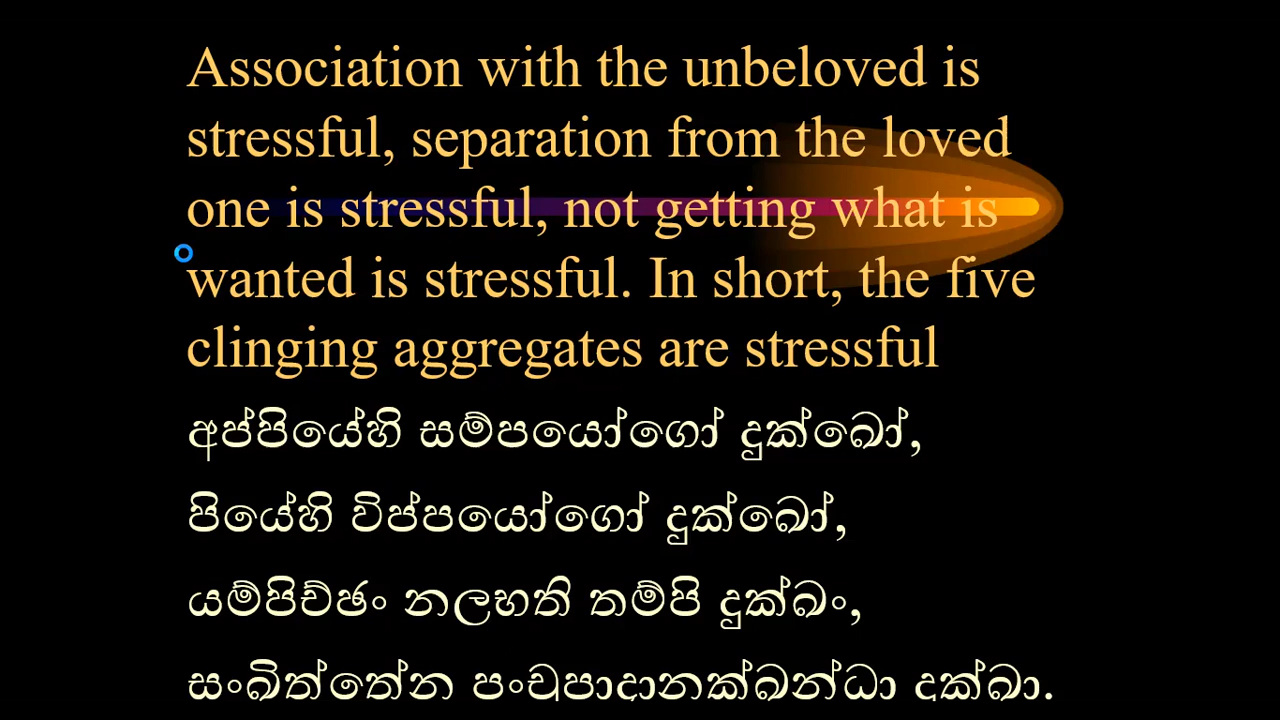 Association with the unbeloved is
stressful, separation from the loved
one is stressful, not getting what is
wanted is stressful. In short, the five
clinging aggregates are stressful
අප්පියේහි සම්පයෝගෝ දුක්ඛෝ,
පියේහි විප්පයෝගෝ දුක්ඛෝ,
යම්පිච්ඡං නලභති තම්පි දුක්ඛං,
සංඛිත්තේන පංචුපාදානක්ඛන්ධා දුක්ඛා.